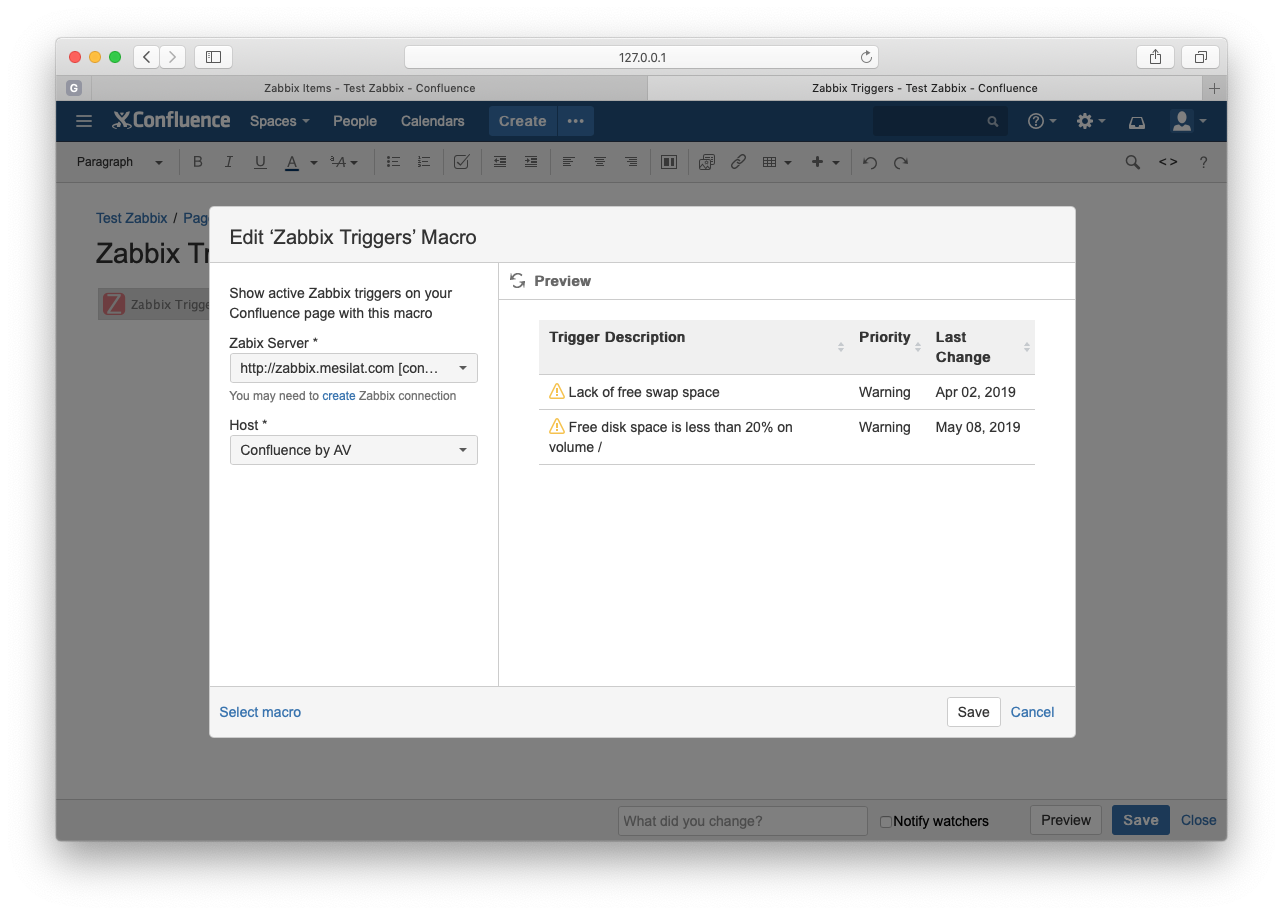 127.0.0.1
G
Zabbix Items - Test Zabbix - Confluence
Zabbix Triggers - Test Zabbix - Confluence
Confluence Spaces People Calendars Create •••
Paragraph B I U A ªA < > ?
Test Zabbix / Pag
Zabbix Tr
Z Zabbix Trigge
Edit ‘Zabbix Triggers’ Macro
Show active Zabbix triggers on your
Confluence page with this macro
Zabix Server *
http://zabbix.mesilat.com [con...
You may need to create Zabbix connection
Host *
Confluence by AV
Preview
Trigger Description Priority Last
Change
Lack of free swap space Warning Apr 02, 2019
Free disk space is less than 20% on Warning May 08, 2019
volume /
Select macro
Save Cancel
What did you change? Notify watchers Preview Save Close